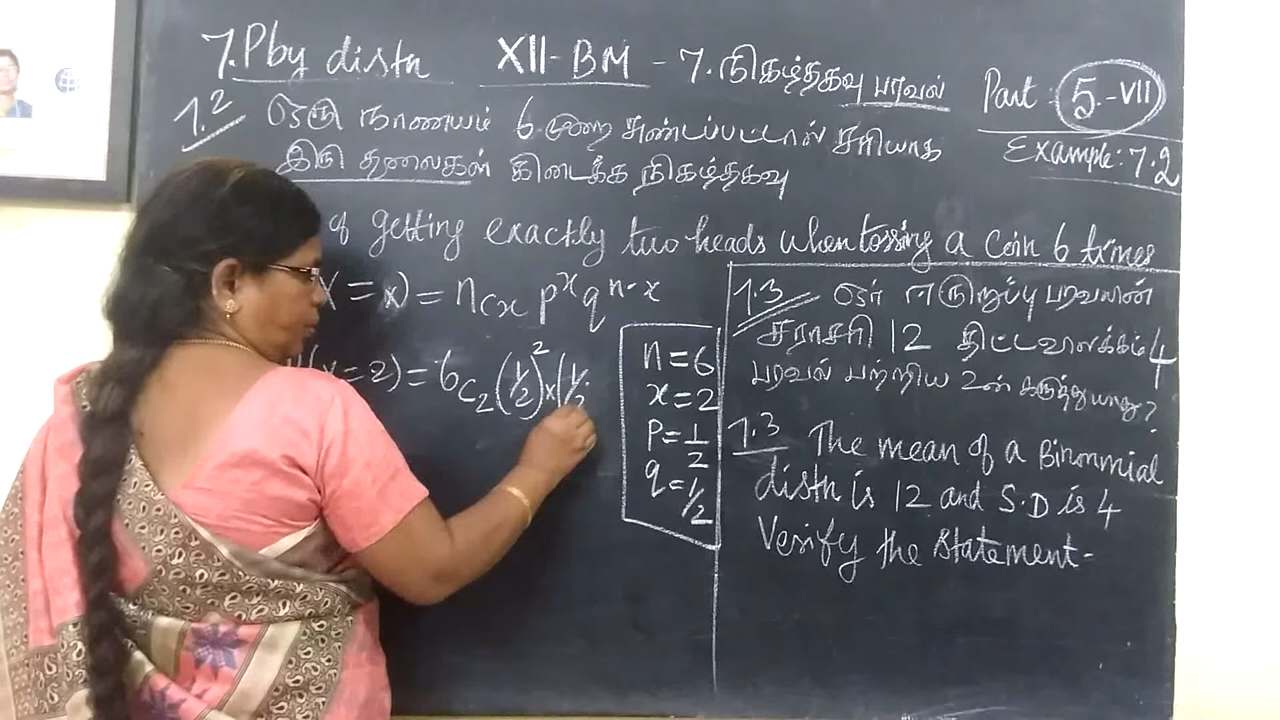 7. Pby distn XII-BM - 7. நிகழ்தகவு பரவல் Part 5-VII
Example: 7.2
7.2 ஒரு நாணயம் 6 முறை சுண்டப்பட்டால் சரியாக
இரு தலைகள் கிடைக்க நிகழ்தகவு
of getting exactly two heads when tossing a coin 6 times
X = x) = nCx p^x q^n-x
X = 2) = 6C2 (1/2)^2 x (1/2
n = 6
x = 2
p = 1/2
q = 1/2
7.3 ஓர் ஈருறுப்பு பரவலின்
சராசரி 12 திட்டவிலக்கம் 4
பரவல் பற்றிய உன் கருத்து யாது?
7.3 The mean of a Binonmial
distn is 12 and S.D is 4
Verify the statement-